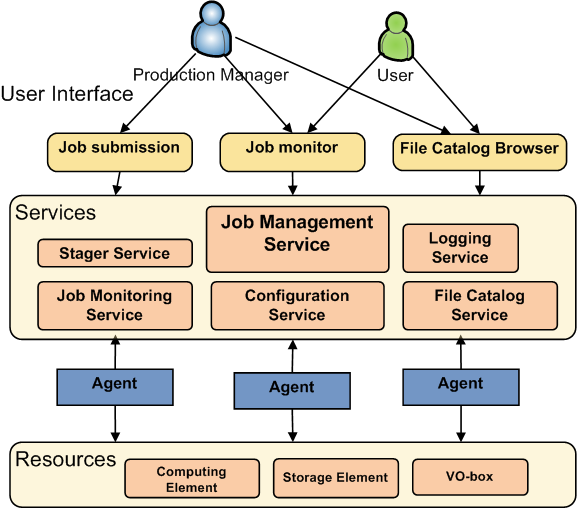 Production Manager
User
User Interface
Job submission
Job monitor
File Catalog Browser
Services
Job Management
Service
Logging
Service
Stager Service
Job Monitoring
Service
Configuration
Service
File Catalog
Service
Agent
Agent
Agent
Resources
Computing
Element
Storage Element
VO-box